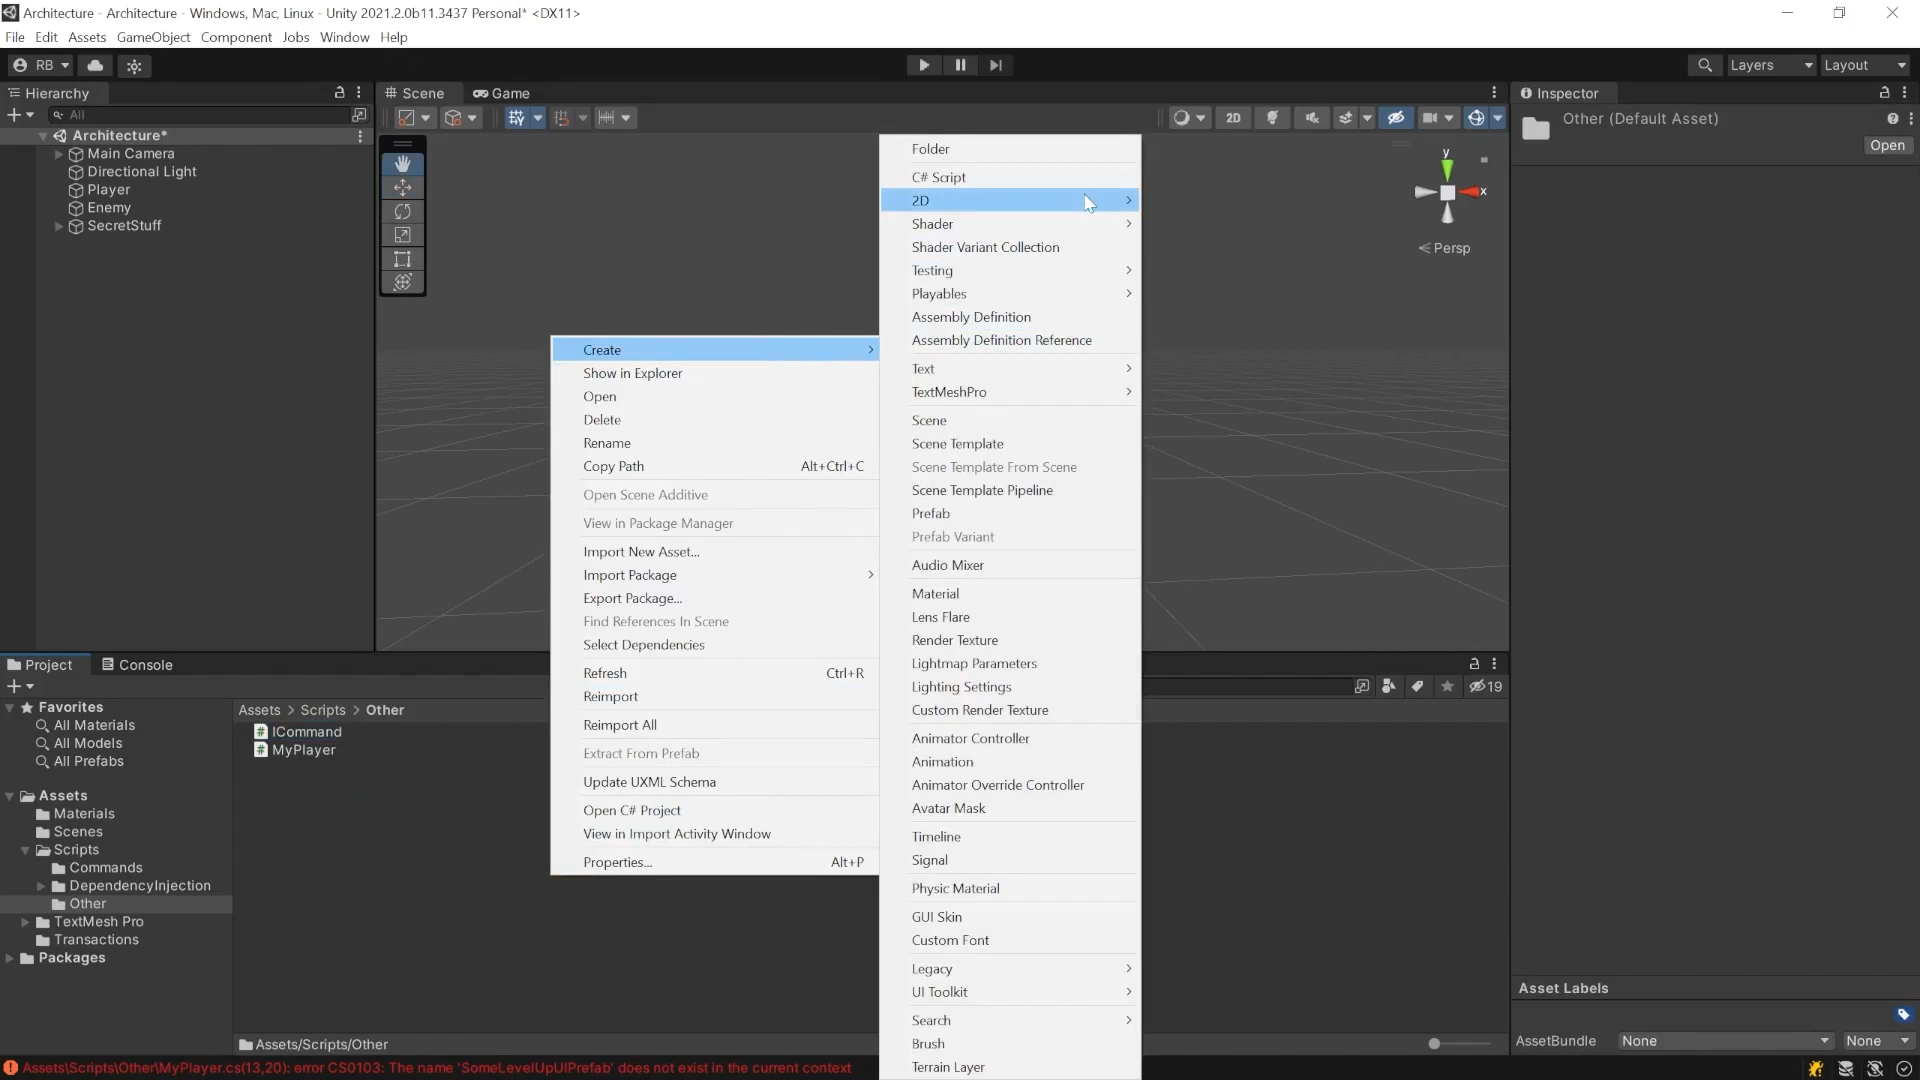 Architecture - Architecture - Windows, Mac, Linux - Unity 2021.2.0b11.3437 Personal* <DX11>
File Edit Assets GameObject Component Jobs Window Help
RB
Layers
Layout
Hierarchy
All
Architecture*
Main Camera
Directional Light
Player
Enemy
SecretStuff
Scene
Game
2D
y
x
Persp
Inspector
Other (Default Asset)
Open
Create
Show in Explorer
Open
Delete
Rename
Copy Path Alt+Ctrl+C
Open Scene Additive
View in Package Manager
Import New Asset...
Import Package
Export Package...
Find References In Scene
Select Dependencies
Refresh Ctrl+R
Reimport
Reimport All
Extract From Prefab
Update UXML Schema
Open C# Project
View in Import Activity Window
Properties... Alt+P
Folder
C# Script
2D
Shader
Shader Variant Collection
Testing
Playables
Assembly Definition
Assembly Definition Reference
Text
TextMeshPro
Scene
Scene Template
Scene Template From Scene
Scene Template Pipeline
Prefab
Prefab Variant
Audio Mixer
Material
Lens Flare
Render Texture
Lightmap Parameters
Lighting Settings
Custom Render Texture
Animator Controller
Animation
Animator Override Controller
Avatar Mask
Timeline
Signal
Physic Material
GUI Skin
Custom Font
Legacy
UI Toolkit
Search
Brush
Terrain Layer
Project
Console
19
Favorites
All Materials
All Models
All Prefabs
Assets
Materials
Scenes
Scripts
Commands
DependencyInjection
Other
TextMesh Pro
Transactions
Packages
Assets > Scripts > Other
ICommand
MyPlayer
Assets/Scripts/Other
Asset Labels
AssetBundle None None
Assets\Scripts\Other\MyPlayer.cs(13,20): error CS0103: The name 'SomeLevelUpUIPrefab' does not exist in the current context